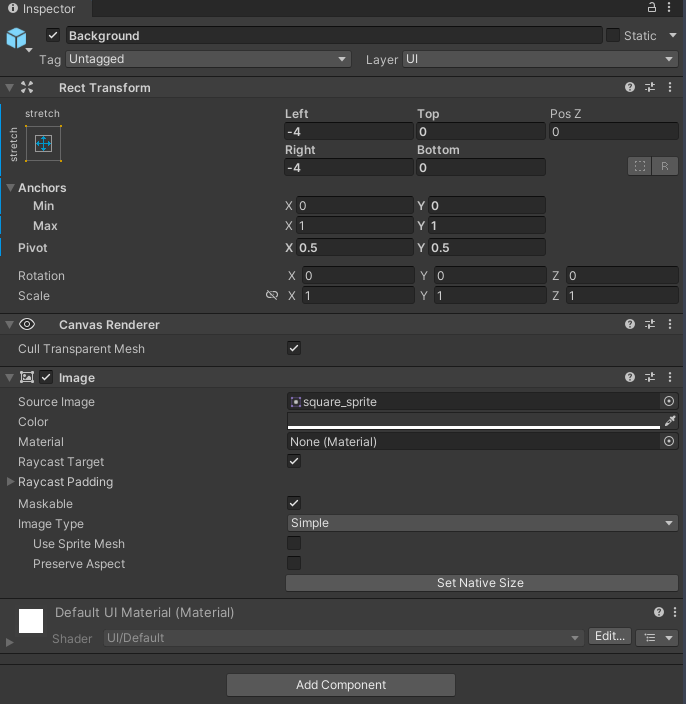 Inspector
Background
Static
Tag Untagged Layer UI
Rect Transform
stretch
stretch
Left Top Pos Z
-4 0 0
Right Bottom
-4 0
R
Anchors
Min X 0 Y 0
Max X 1 Y 1
Pivot X 0.5 Y 0.5
Rotation X 0 Y 0 Z 0
Scale X 1 Y 1 Z 1
Canvas Renderer
Cull Transparent Mesh
Image
Source Image square_sprite
Color
Material None (Material)
Raycast Target
Raycast Padding
Maskable
Image Type Simple
Use Sprite Mesh
Preserve Aspect
Set Native Size
Default UI Material (Material)
Shader UI/Default Edit...
Add Component